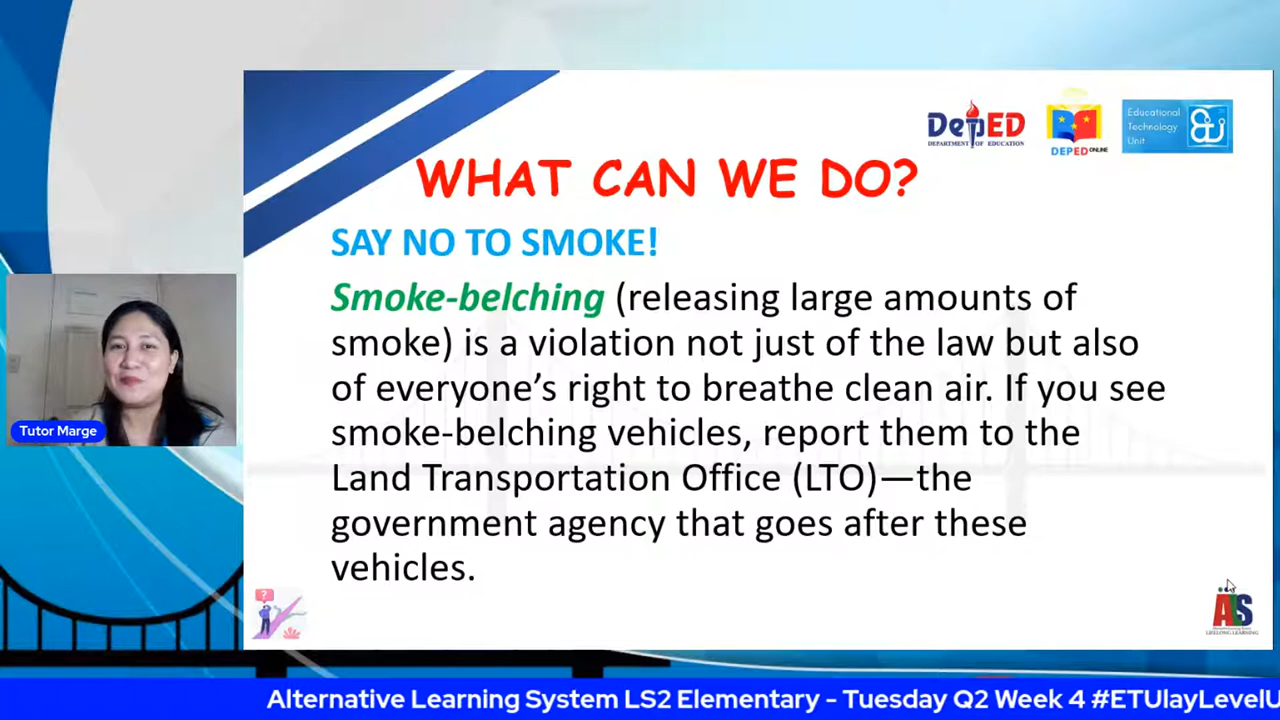 DepED
DEPARTMENT OF EDUCATION
DEPED ONLINE
Educational
Technology
Unit
WHAT CAN WE DO?
SAY NO TO SMOKE!
Smoke-belching (releasing large amounts of
smoke) is a violation not just of the law but also
of everyone’s right to breathe clean air. If you see
smoke-belching vehicles, report them to the
Land Transportation Office (LTO)—the
government agency that goes after these
vehicles.
Tutor Marge
?
ALS
LIFELONG LEARNING
Alternative Learning System LS2 Elementary - Tuesday Q2 Week 4 #ETUlayLevelU